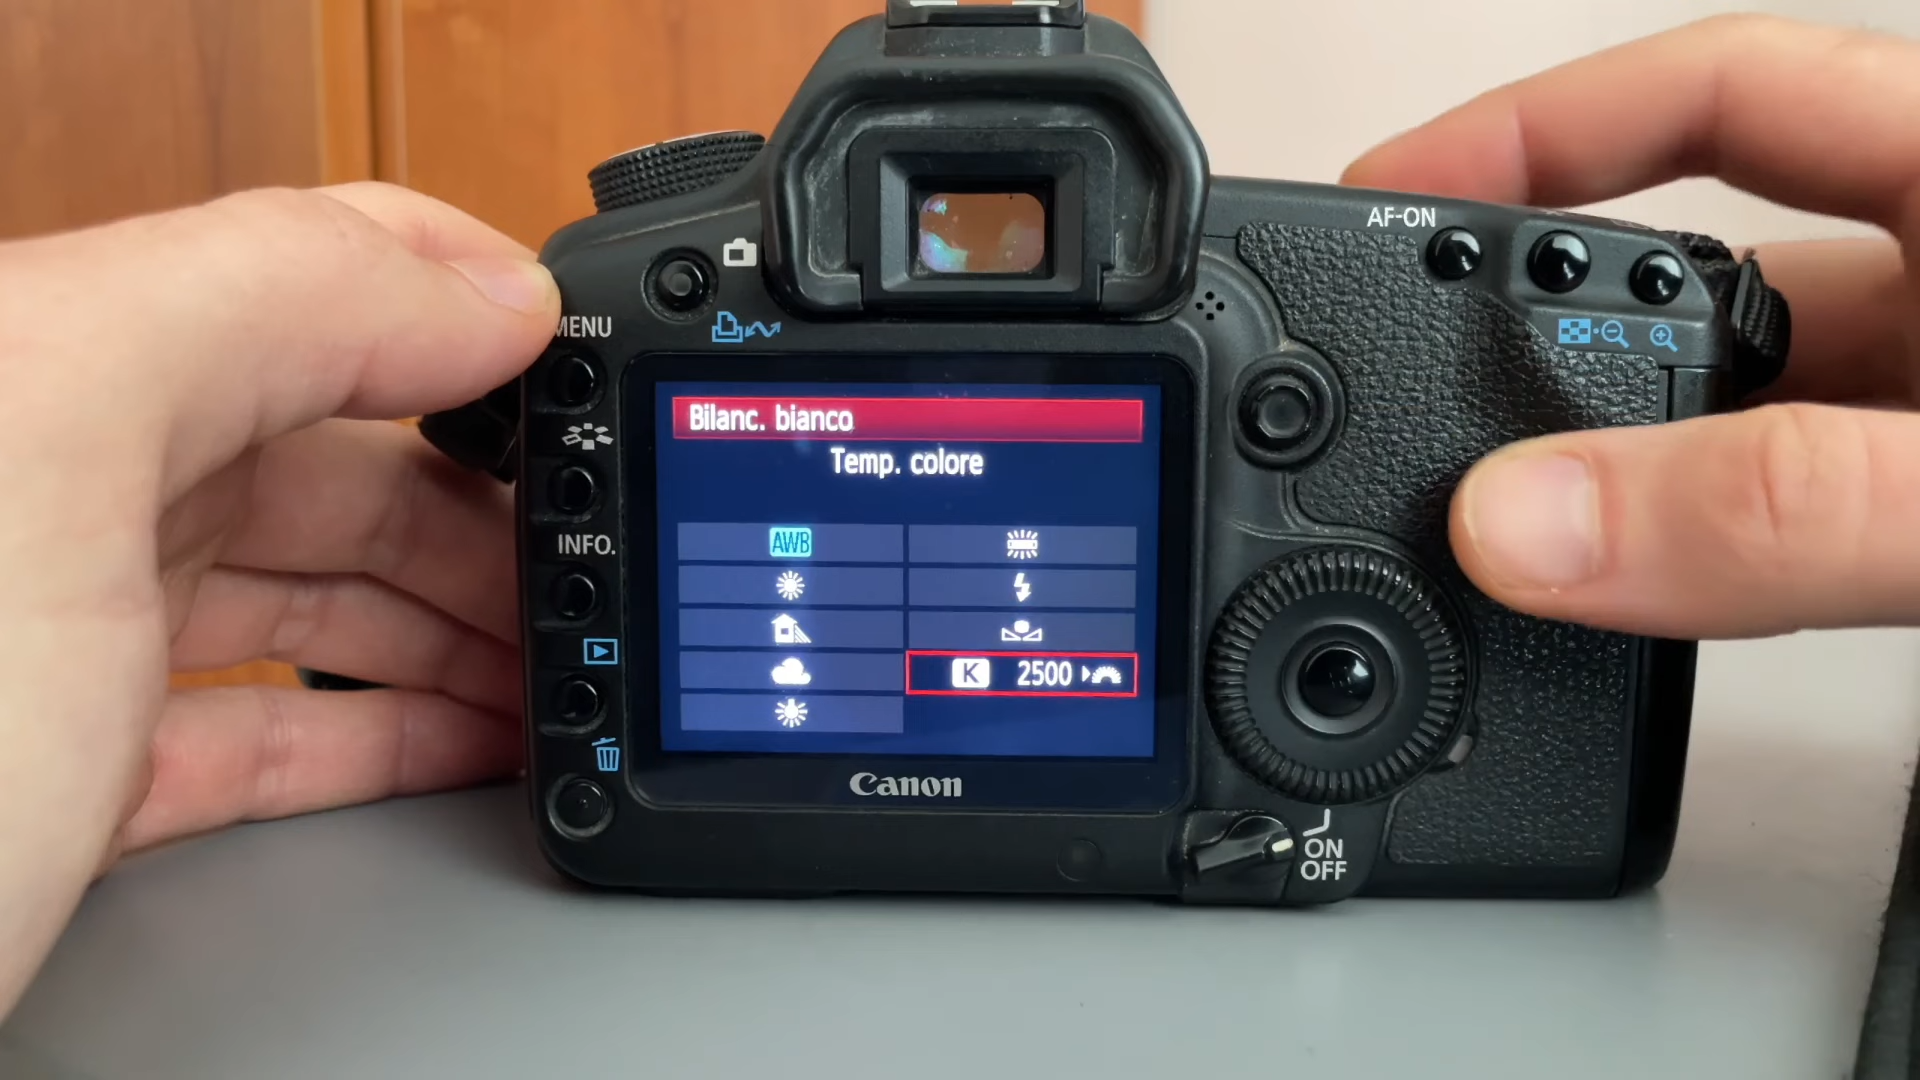 AF-ON
MENU
Bilanc. bianco
Temp. colore
INFO.
AWB
K 2500
Canon
ON
OFF